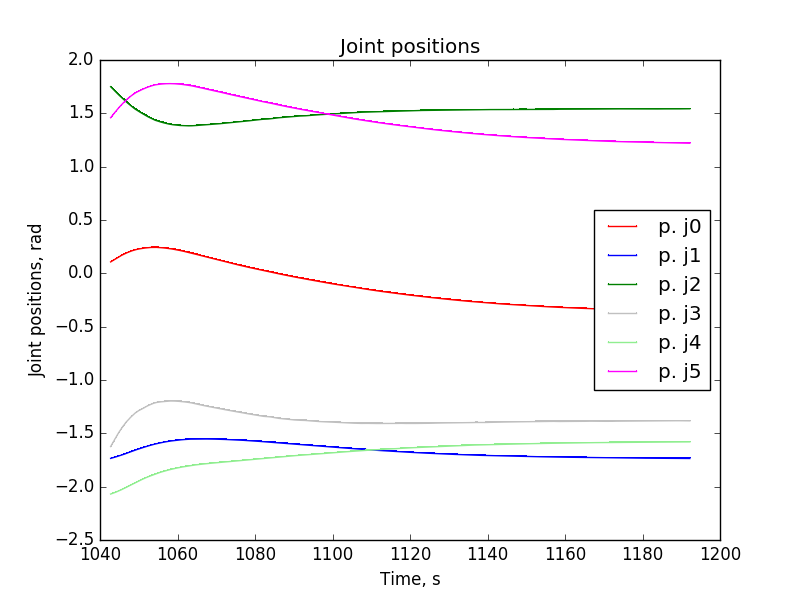 Joint positions
2.0
1.5
1.0
0.5
0.0
−0.5
−1.0
−1.5
−2.0
−2.5
Joint positions, rad
p. j0
p. j1
p. j2
p. j3
p. j4
p. j5
1040 1060 1080 1100 1120 1140 1160 1180 1200
Time, s